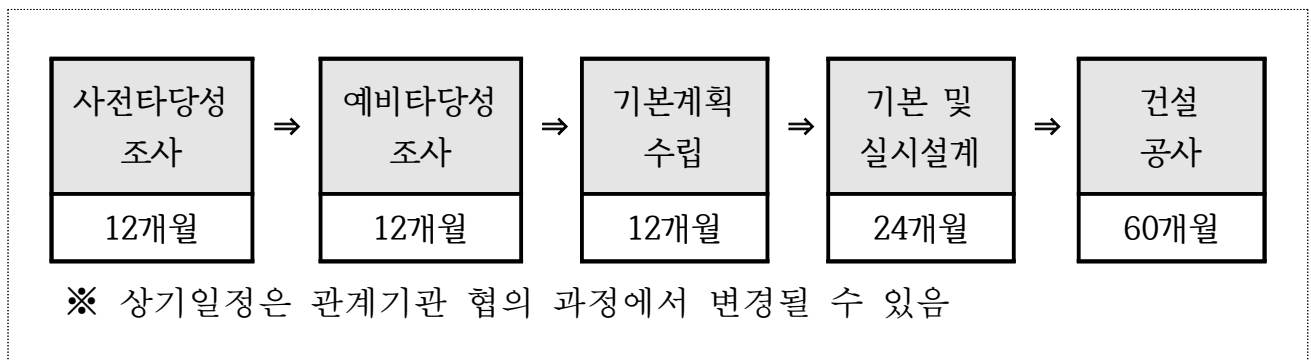 사전타당성 ⇒ 예비타당성 ⇒ 기본계획 ⇒ 기본 및 ⇒ 건설
조사 조사 수립 실시설계 공사
12개월 12개월 12개월 24개월 60개월
※ 상기일정은 관계기관 협의 과정에서 변경될 수 있음